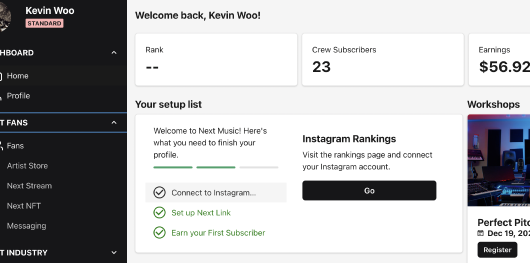 Kevin Woo
STANDARD
HBOARD
Home
Profile
T FANS
Fans
Artist Store
Next Stream
Next NFT
Messaging
T INDUSTRY
Welcome back, Kevin Woo!
Rank
--
Crew Subscribers
23
Earnings
$56.92
Your setup list
Welcome to Next Music! Here's
what you need to finish your
profile.
Connect to Instagram...
Set up Next Link
Earn your First Subscriber
Instagram Rankings
Visit the rankings page and connect
your Instagram account.
Go
Workshops
Perfect Pitc
Dec 19, 202
Register